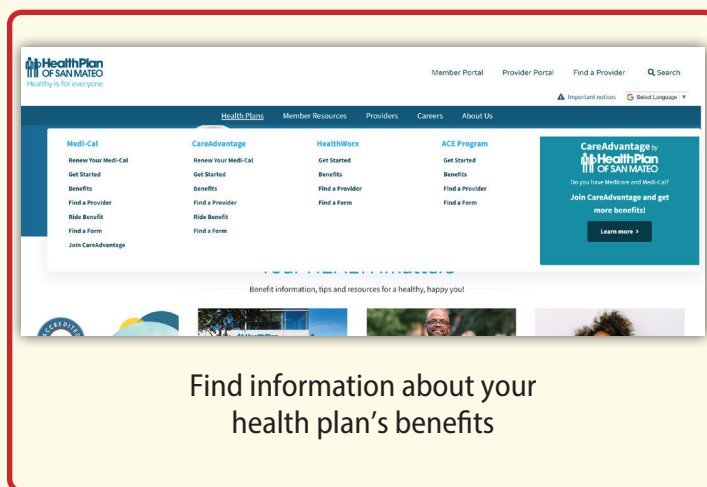 HealthPlan
OF SAN MATEO
Healthy is for everyone
Member Portal Provider Portal Find a Provider Search
Important notices Select Language
Health Plans Member Resources Providers Careers About Us
Medi-Cal
Renew Your Medi-Cal
Get Started
Benefits
Find a Provider
Ride Benefit
Find a Form
Join CareAdvantage
CareAdvantage
Renew Your Medi-Cal
Get Started
Benefits
Find a Provider
Ride Benefit
Find a Form
HealthWorx
Get Started
Benefits
Find a Provider
Find a Form
ACE Program
Get Started
Benefits
Find a Provider
Find a Form
CareAdvantage by
HealthPlan
OF SAN MATEO
Do you have Medicare and Medi-Cal?
Join CareAdvantage and get
more benefits!
Learn more >
Your HEALTHmatters
Benefit information, tips and resources for a healthy, happy you!
ACCREDITED
Find information about your
health plan's benefits